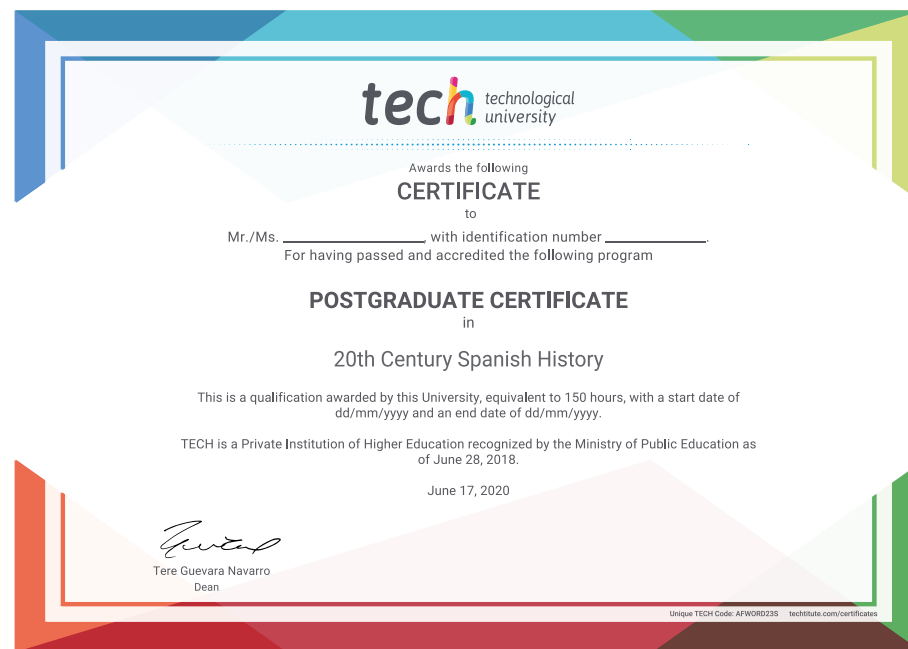 tech technological
university
Awards the following
CERTIFICATE
to
Mr./Ms. ____________________, with identification number ______________.
For having passed and accredited the following program
POSTGRADUATE CERTIFICATE
in
20th Century Spanish History
This is a qualification awarded by this University, equivalent to 150 hours, with a start date of
dd/mm/yyyy and an end date of dd/mm/yyyy.
TECH is a Private Institution of Higher Education recognized by the Ministry of Public Education as
of June 28, 2018.
June 17, 2020
Tere Guevara Navarro
Dean
Unique TECH Code: AFWORD23S techtitute.com/certificates